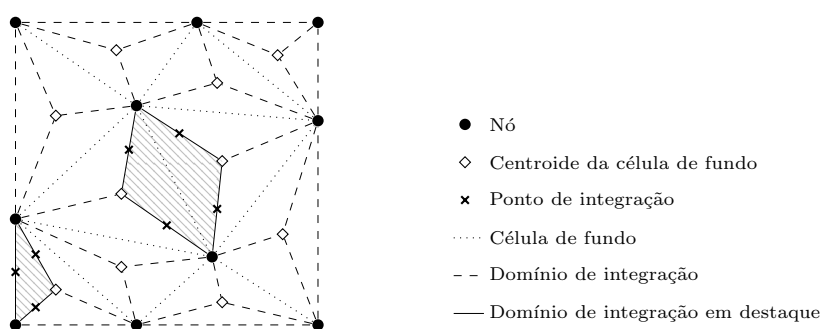 Nó
Centroide da célula de fundo
Ponto de integração
Célula de fundo
Domínio de integração
Domínio de integração em destaque